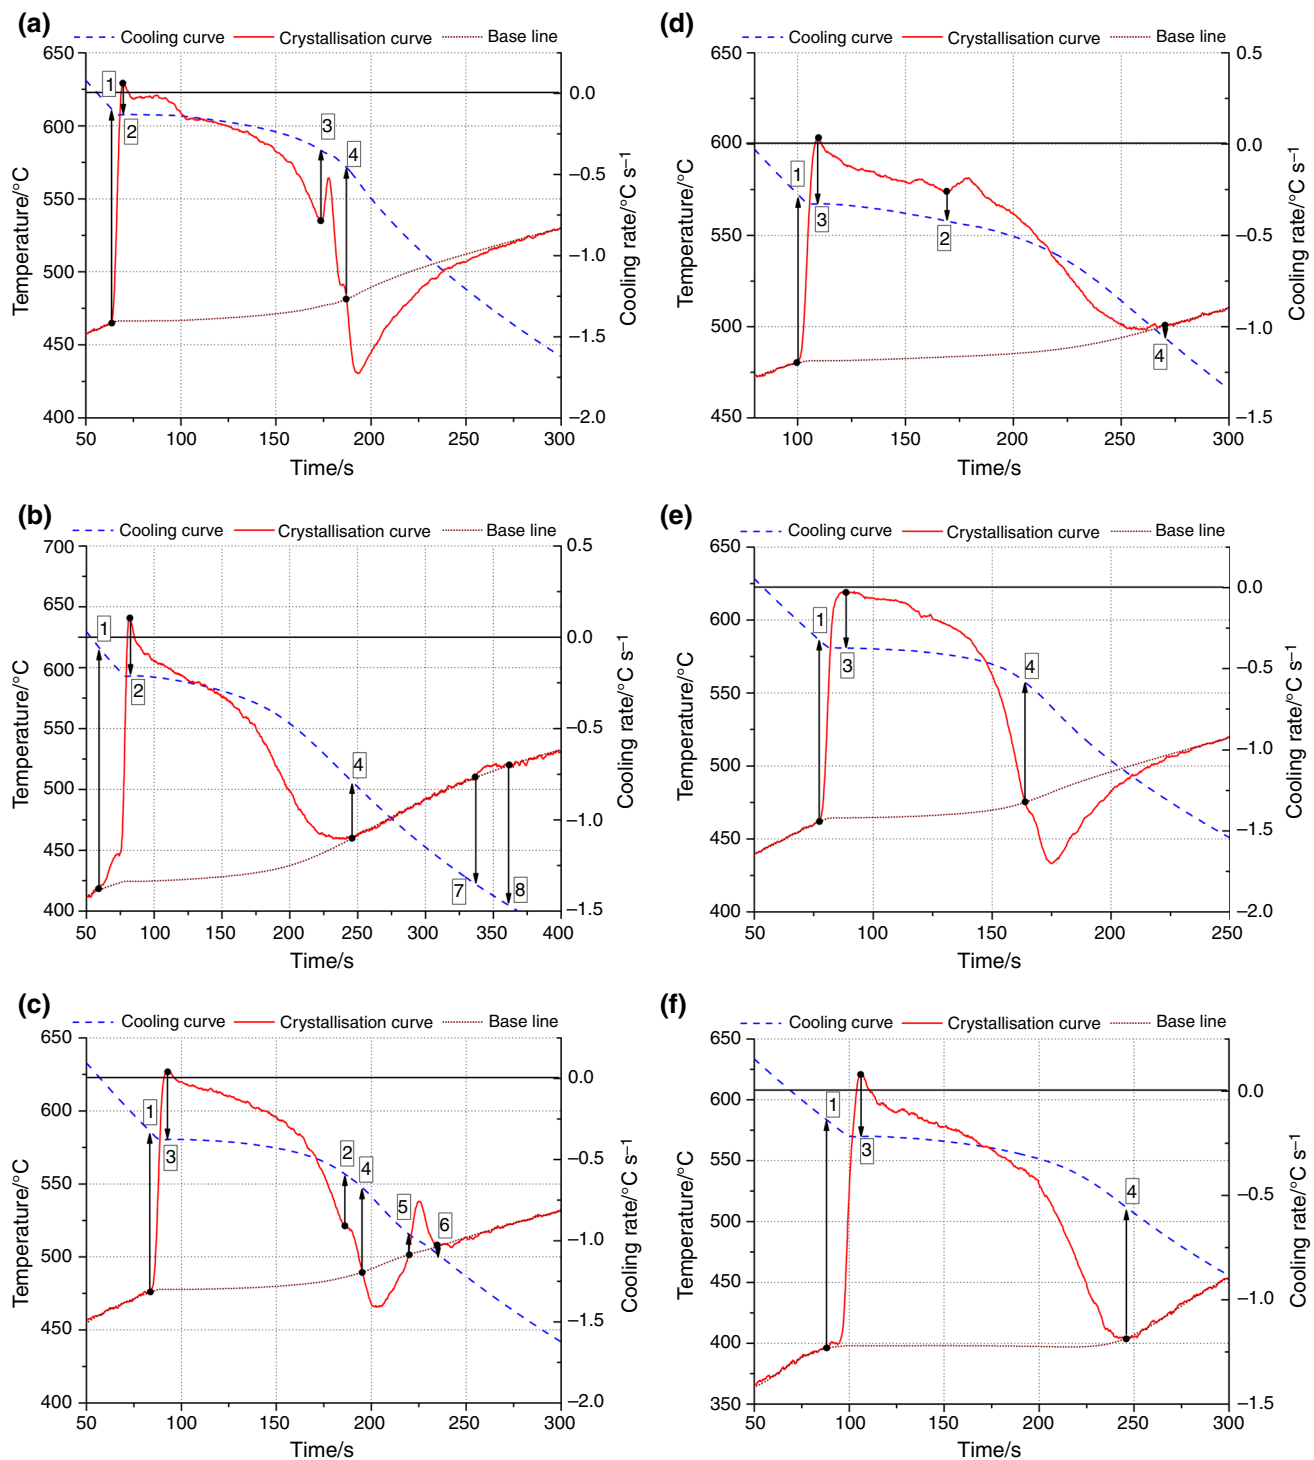 (a)
Cooling curve Crystallisation curve Base line
650
600
550
500
450
400
0.0
−0.5
−1.0
−1.5
−2.0
50 100 150 200 250 300
Temperature/°C
Cooling rate/°C s−1
Time/s
1
2
3
4
(d)
Cooling curve Crystallisation curve Base line
650
600
550
500
450
0.5
0.0
−0.5
−1.0
−1.5
100 150 200 250 300
Temperature/°C
Cooling rate/°C s−1
Time/s
1
3
2
4
(b)
Cooling curve Crystallisation curve Base line
700
650
600
550
500
450
400
0.5
0.0
−0.5
−1.0
−1.5
50 100 150 200 250 300 350 400
Temperature/°C
Cooling rate/°C s−1
Time/s
1
2
4
7
8
(e)
Cooling curve Crystallisation curve Base line
650
600
550
500
450
400
0.0
−0.5
−1.0
−1.5
−2.0
50 100 150 200 250
Temperature/°C
Cooling rate/°C s−1
Time/s
1
3
4
(c)
Cooling curve Crystallisation curve Base line
650
600
550
500
450
400
0.0
−0.5
−1.0
−1.5
−2.0
50 100 150 200 250 300
Temperature/°C
Cooling rate/°C s−1
Time/s
1
3
2
4
5
6
(f)
Cooling curve Crystallisation curve Base line
650
600
550
500
450
400
350
0.0
−0.5
−1.0
−1.5
50 100 150 200 250 300
Temperature/°C
Cooling rate/°C s−1
Time/s
1
3
4